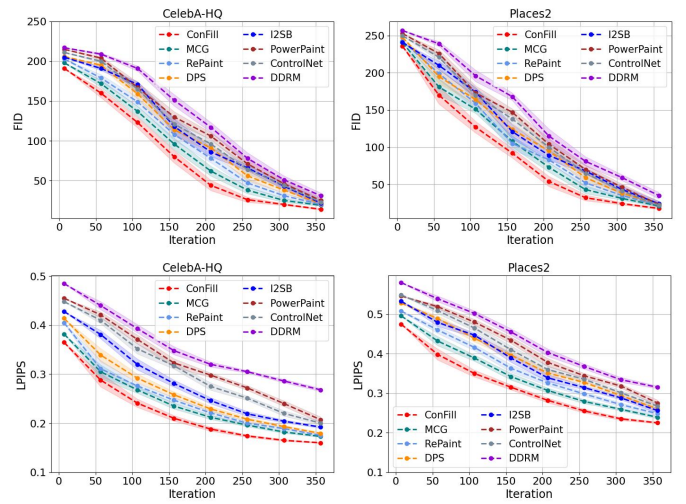 CelebA-HQ
Places2
250
200
150
100
50
FID
ConFill
MCG
RePaint
DPS
I2SB
PowerPaint
ControlNet
DDRM
0 50 100 150 200 250 300 350
Iteration
250
200
150
100
50
FID
ConFill
MCG
RePaint
DPS
I2SB
PowerPaint
ControlNet
DDRM
0 50 100 150 200 250 300 350
Iteration
CelebA-HQ
Places2
0.5
0.4
0.3
0.2
0.1
LPIPS
ConFill
MCG
RePaint
DPS
I2SB
PowerPaint
ControlNet
DDRM
0 50 100 150 200 250 300 350
Iteration
0.6
0.5
0.4
0.3
0.2
0.1
LPIPS
ConFill
MCG
RePaint
DPS
I2SB
PowerPaint
ControlNet
DDRM
0 50 100 150 200 250 300 350
Iteration